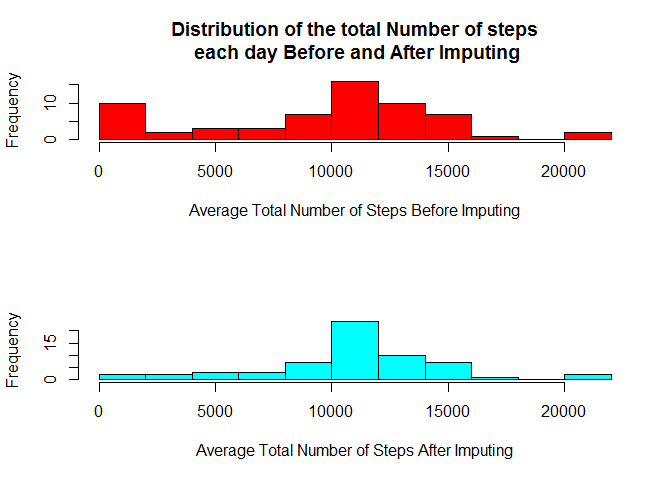 Distribution of the total Number of steps
each day Before and After Imputing
Frequency
10
0
0 5000 10000 15000 20000
Average Total Number of Steps Before Imputing
Frequency
15
0
0 5000 10000 15000 20000
Average Total Number of Steps After Imputing